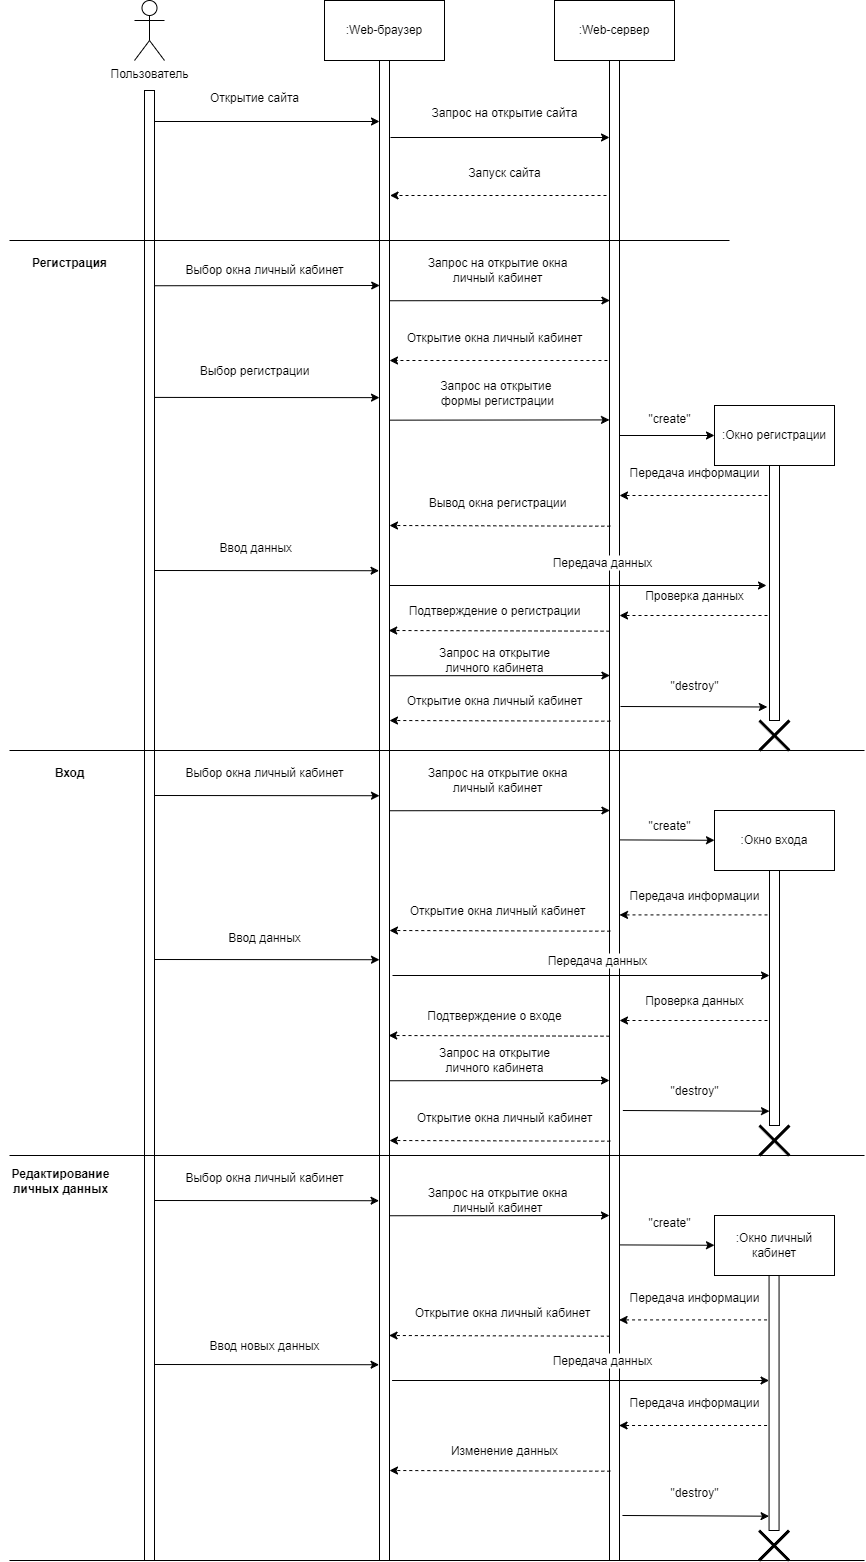 :Web-браузер
:Web-сервер
Пользователь
Открытие сайта
Запрос на открытие сайта
Запуск сайта
Регистрация
Выбор окна личный кабинет
Запрос на открытие окна
личный кабинет
Открытие окна личный кабинет
Выбор регистрации
Запрос на открытие
формы регистрации
"create"
:Окно регистрации
Передача информации
Вывод окна регистрации
Ввод данных
Передача данных
Проверка данных
Подтверждение о регистрации
Запрос на открытие
личного кабинета
"destroy"
Открытие окна личный кабинет
Вход
Выбор окна личный кабинет
Запрос на открытие окна
личный кабинет
"create"
:Окно входа
Передача информации
Открытие окна личный кабинет
Ввод данных
Передача данных
Проверка данных
Подтверждение о входе
Запрос на открытие
личного кабинета
"destroy"
Открытие окна личный кабинет
Редактирование
личных данных
Выбор окна личный кабинет
Запрос на открытие окна
личный кабинет
"create"
:Окно личный
кабинет
Передача информации
Открытие окна личный кабинет
Ввод новых данных
Передача данных
Передача информации
Изменение данных
"destroy"